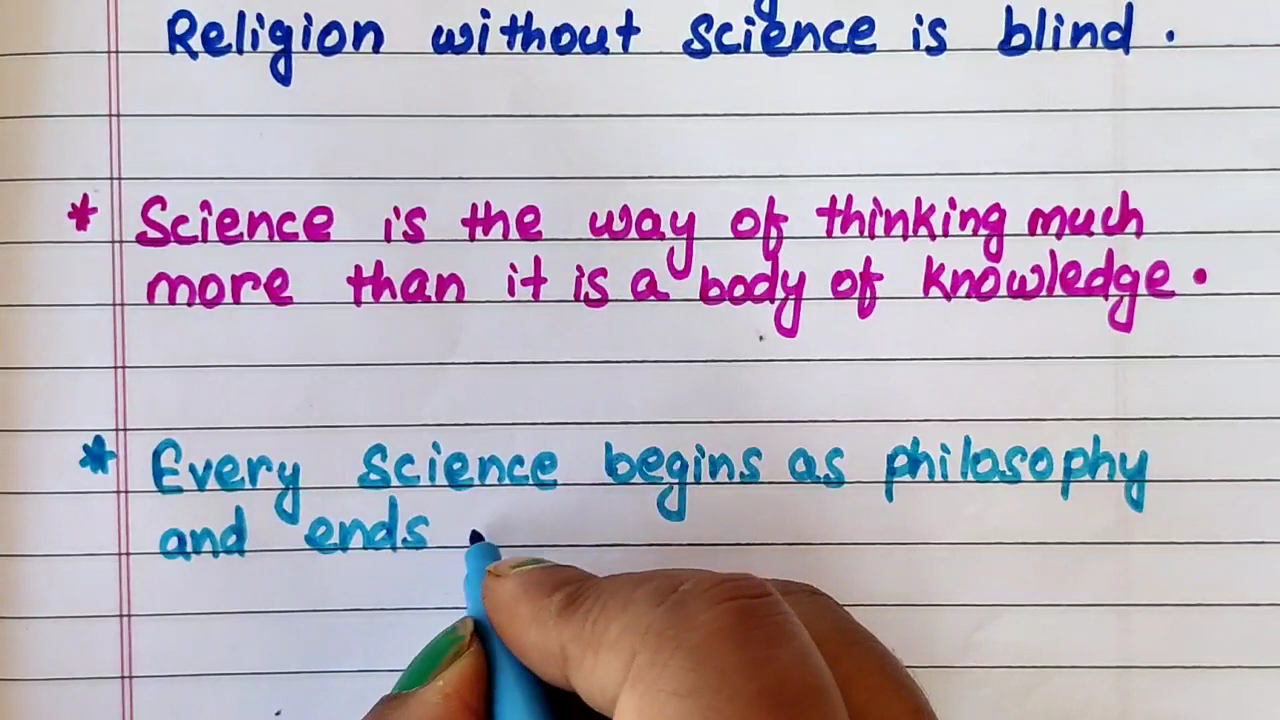 Religion without science is blind.
* Science is the way of thinking much
more than it is a body of knowledge.
* Every science begins as philosophy
and ends